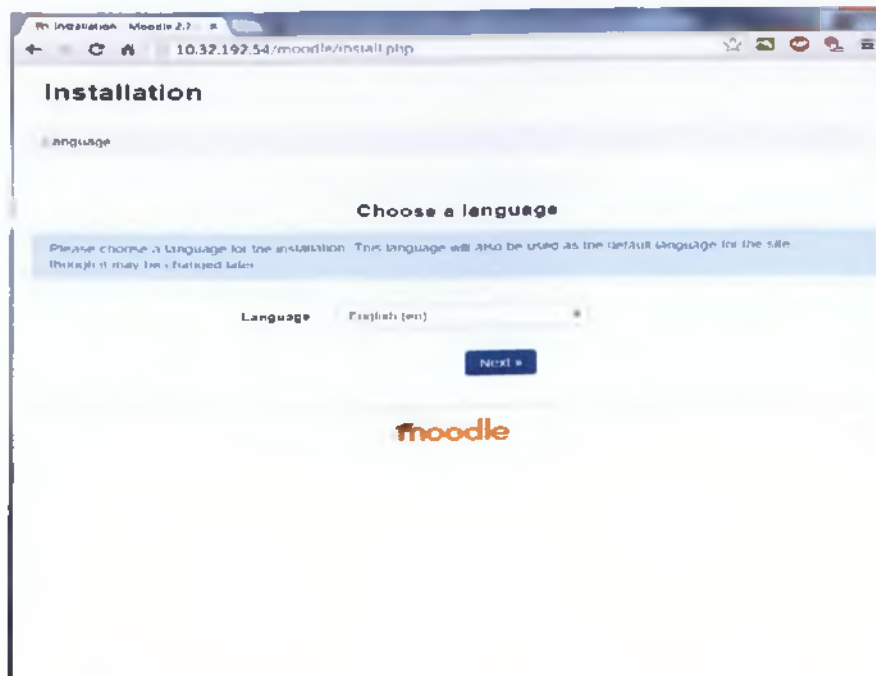 Installation Moodle 2.7
10.32.192.54/moodle/install.php
Installation
Language
Choose a language
Please choose a language for the installation. This language will also be used as the default language for the site,
though it may be changed later.
Language English (en)
Next »
moodle